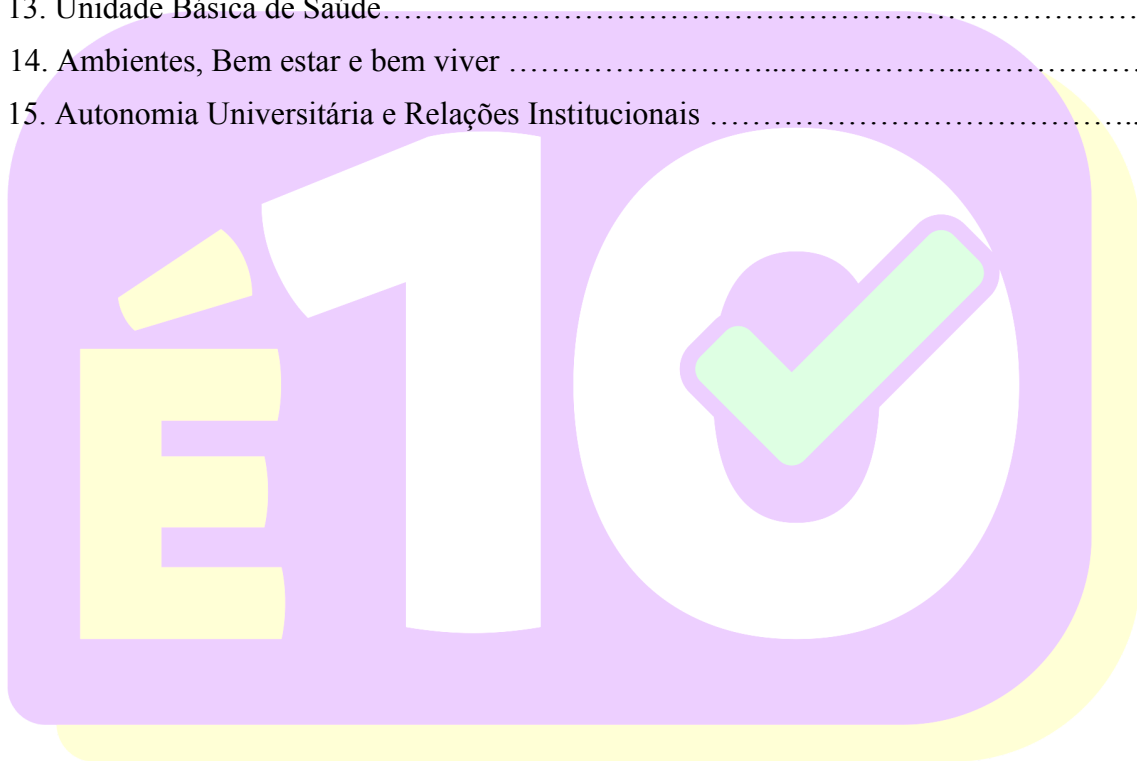 13. Unidade Básica de Saúde……………………………………………………………………
14. Ambientes, Bem estar e bem viver …………………………...…………………...…………………
15. Autonomia Universitária e Relações Institucionais ………………………………………..
É10